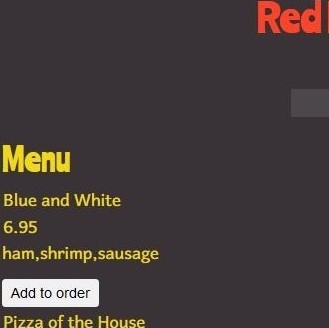 Red
Menu
Blue and White
6.95
ham,shrimp,sausage
Add to order
Pizza of the House